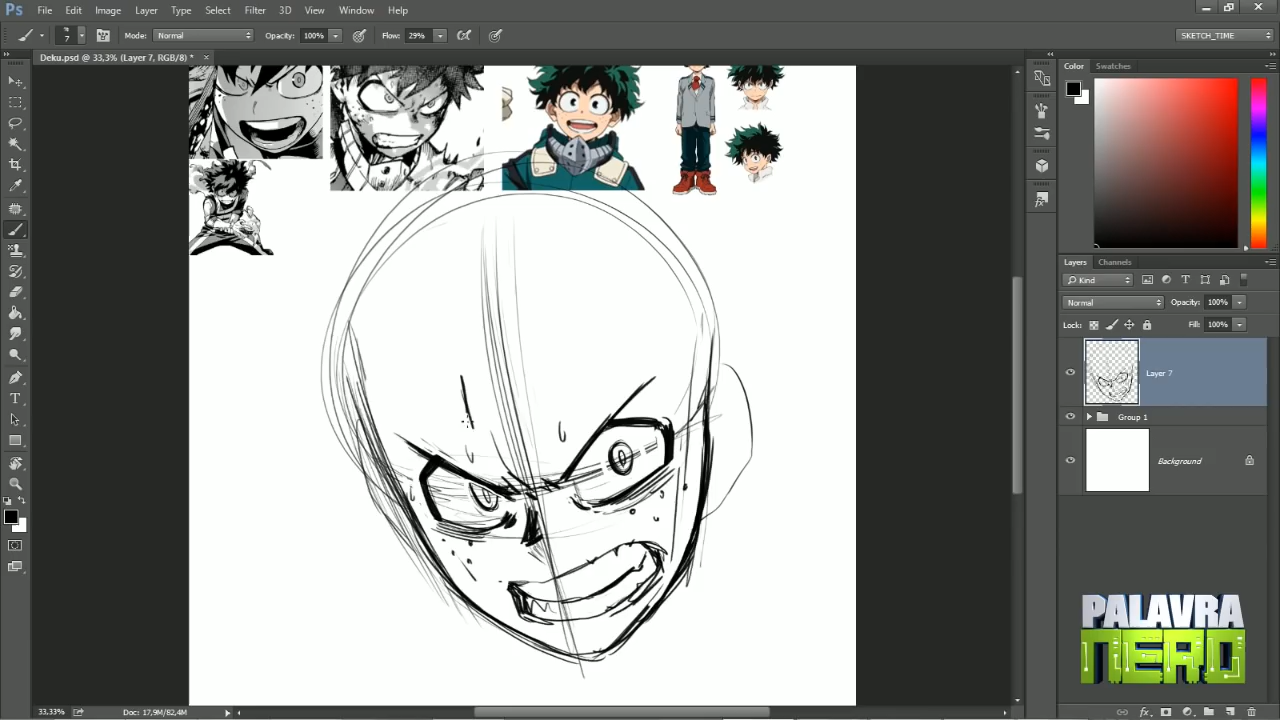 Ps File Edit Image Layer Type Select Filter 3D View Window Help
7 Mode: Normal Opacity: 100% Flow: 29% SKETCH_TIME
Deku.psd @ 33,3% (Layer 7, RGB/8) * ×
Color Swatches
Layers Channels
Kind
Normal Opacity: 100%
Lock: Fill: 100%
Layer 7
Group 1
Background
PALAVRA
NERD
33,33% Doc: 17,9M/82,4M